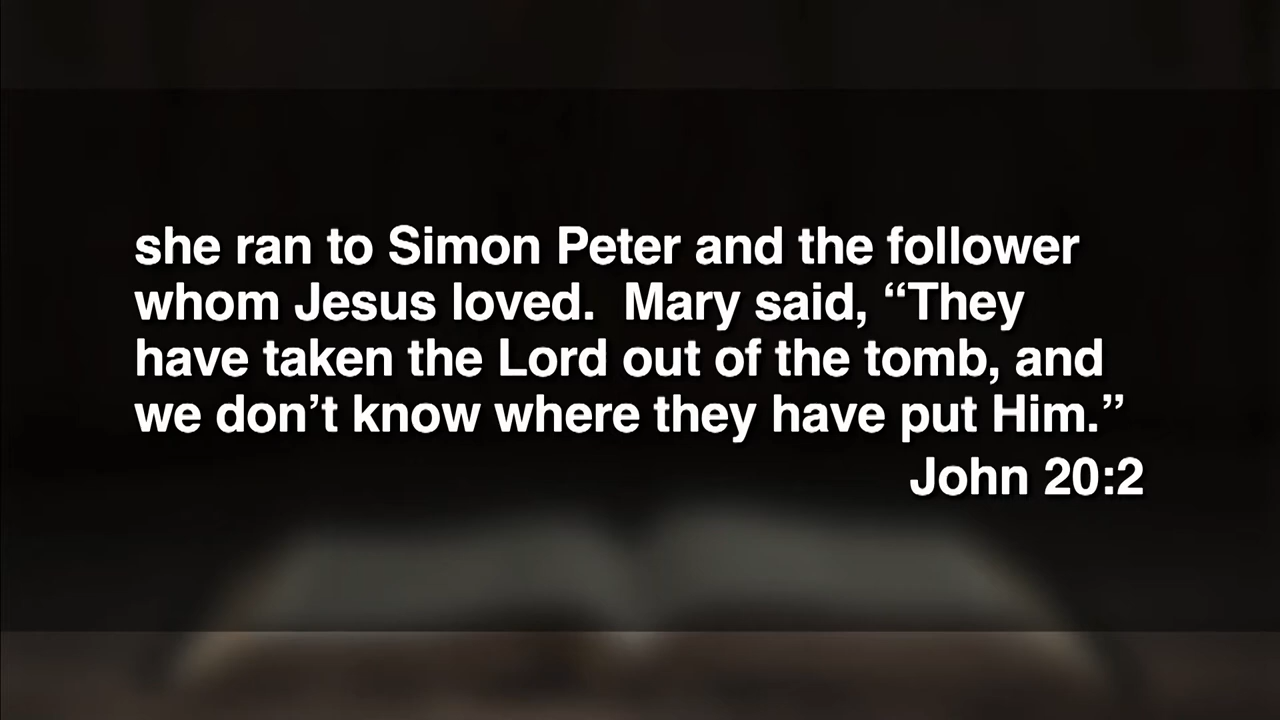 she ran to Simon Peter and the follower
whom Jesus loved.  Mary said, “They
have taken the Lord out of the tomb, and
we don’t know where they have put Him.”
John 20:2